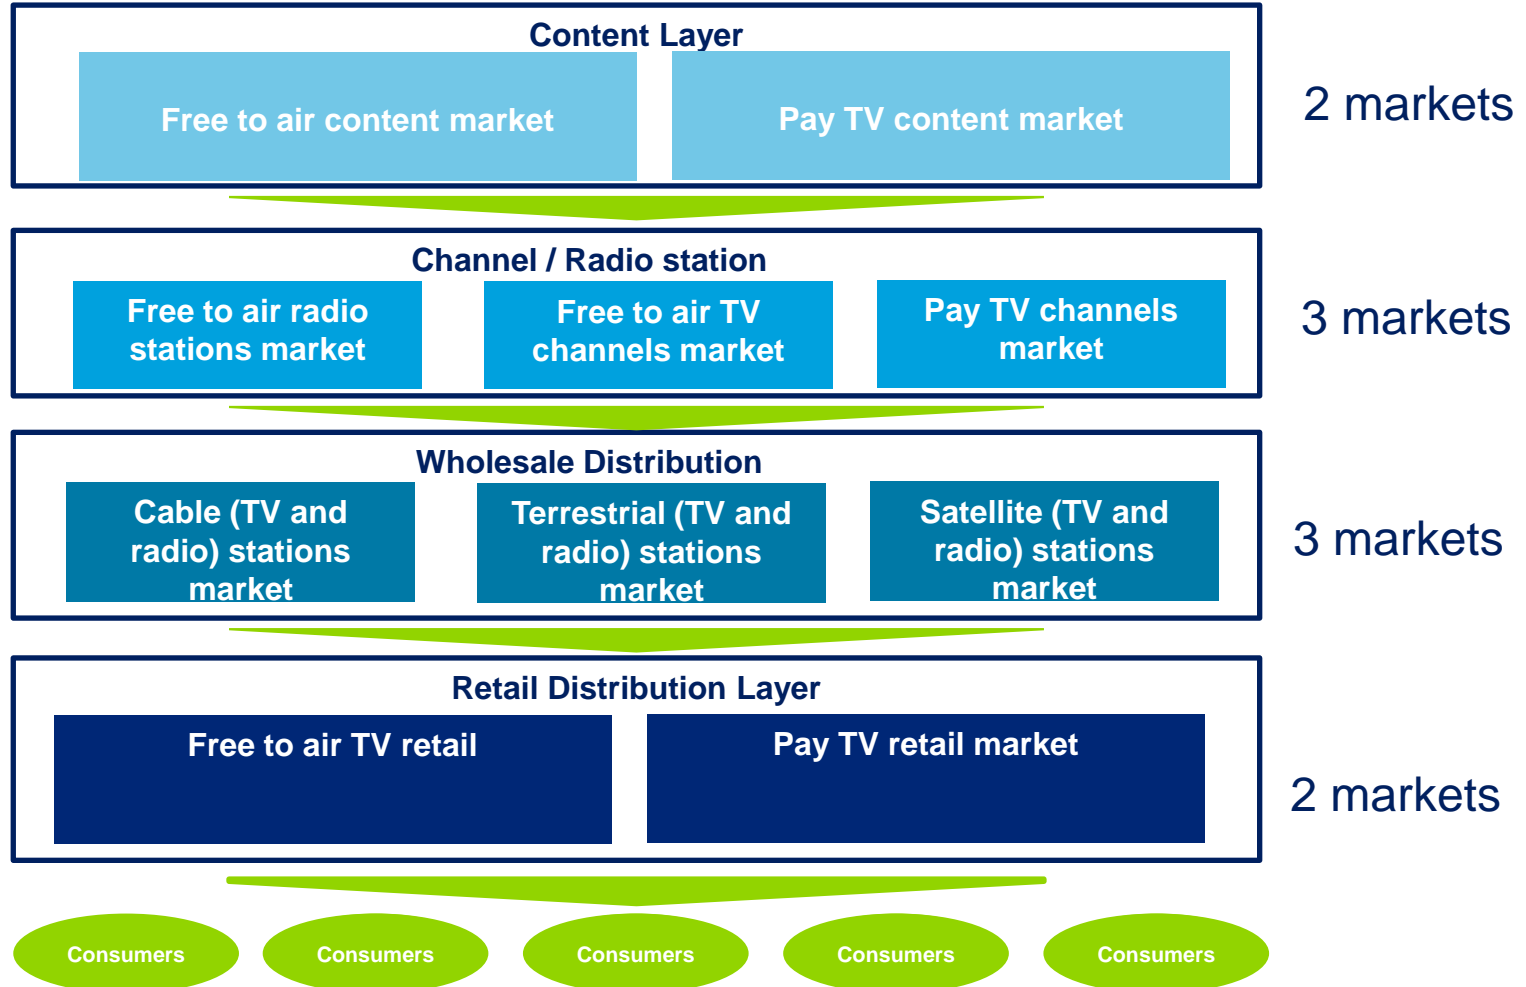 Content Layer
Free to air content market
Pay TV content market
2 markets
Channel / Radio station
Free to air radio
stations market
Free to air TV
channels market
Pay TV channels
market
3 markets
Wholesale Distribution
Cable (TV and
radio) stations
market
Terrestrial (TV and
radio) stations
market
Satellite (TV and
radio) stations
market
3 markets
Retail Distribution Layer
Free to air TV retail
Pay TV retail market
2 markets
Consumers
Consumers
Consumers
Consumers
Consumers